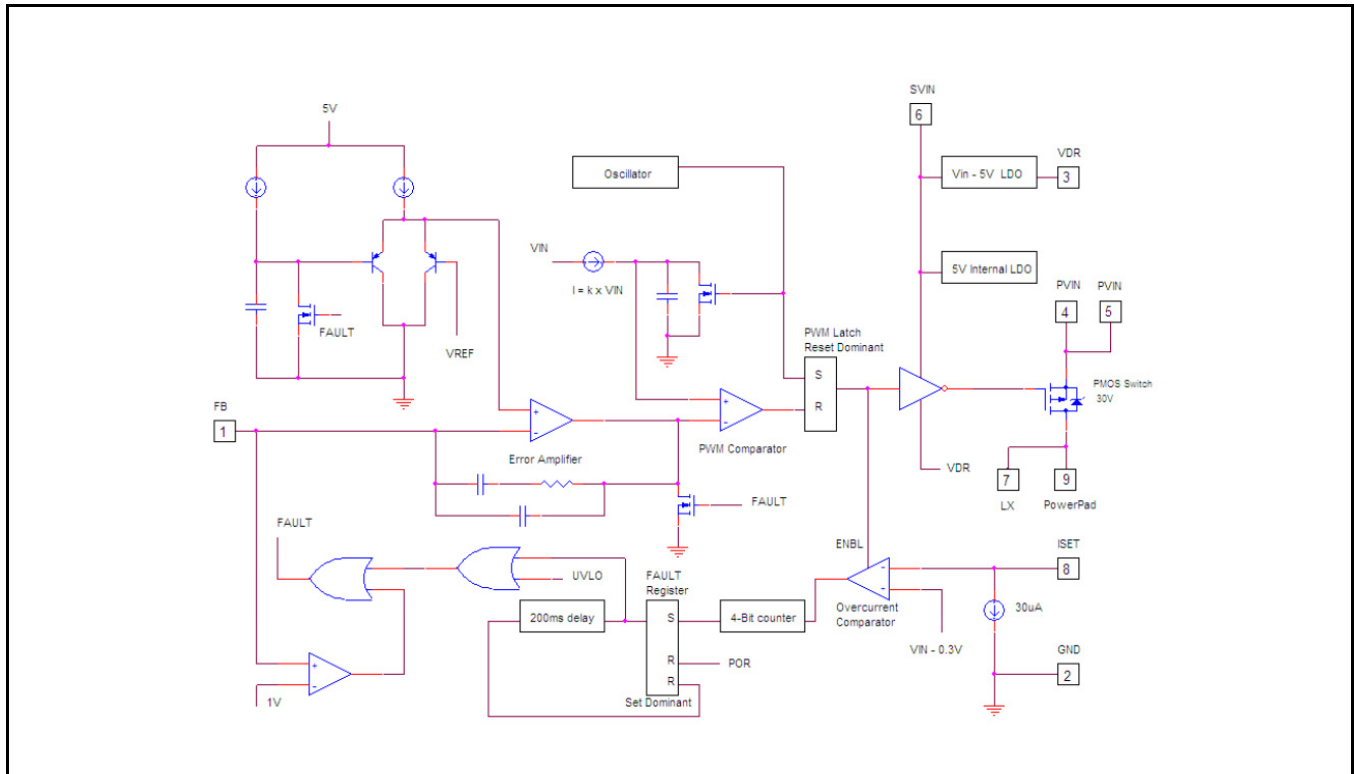 SVIN
6
5V
VDR
Oscillator
Vin - 5V LDO
3
VIN
I = k x VIN
5V Internal LDO
PVIN
PVIN
4
5
FAULT
VREF
PWM Latch
Reset Dominant
S
R
PMOS Switch
30V
FB
1
+
-
Error Amplifier
+
-
PWM Comparator
VDR
7
9
LX
PowerPad
FAULT
FAULT
ENBL
ISET
8
UVLO
FAULT
Register
-
-
Overcurrent
Comparator
30uA
200ms delay
S
4-Bit counter
VIN - 0.3V
GND
2
R
POR
R
+
-
1V
Set Dominant